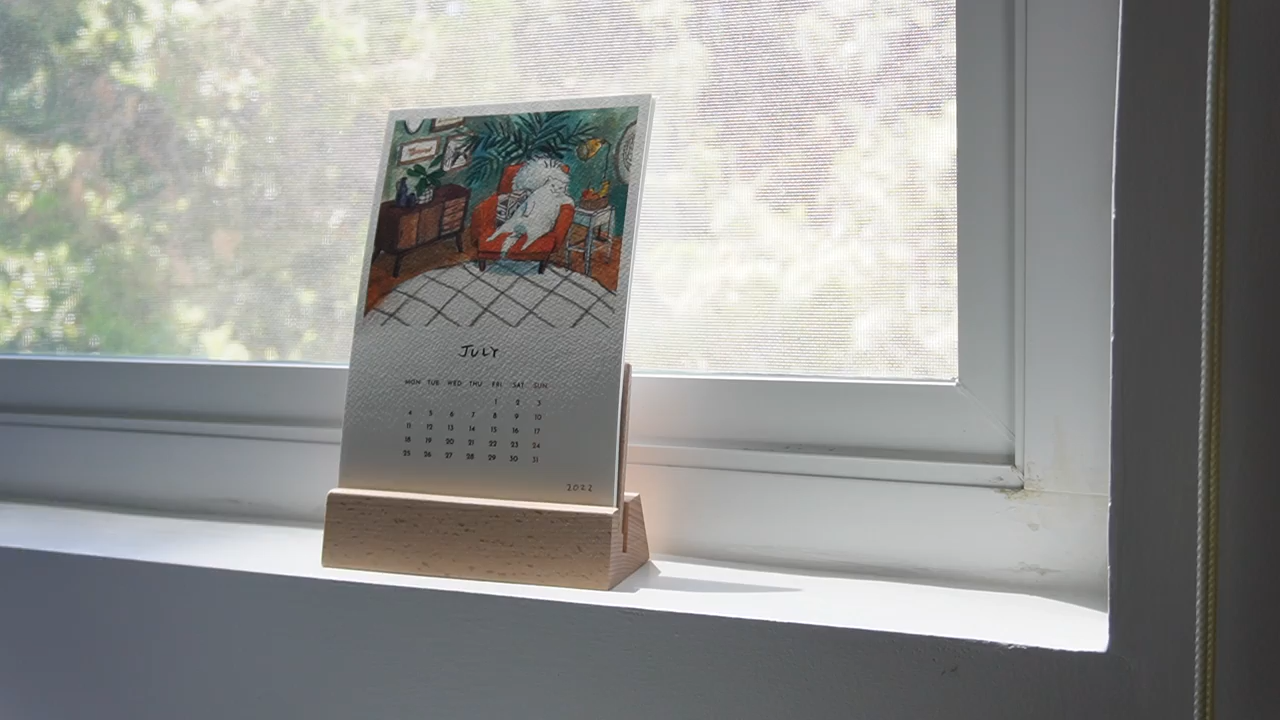 JULY
MON TUE WED THU FRI SAT SUN
1 2 3
4 5 6 7 8 9 10
11 12 13 14 15 16 17
18 19 20 21 22 23 24
25 26 27 28 29 30 31
2022